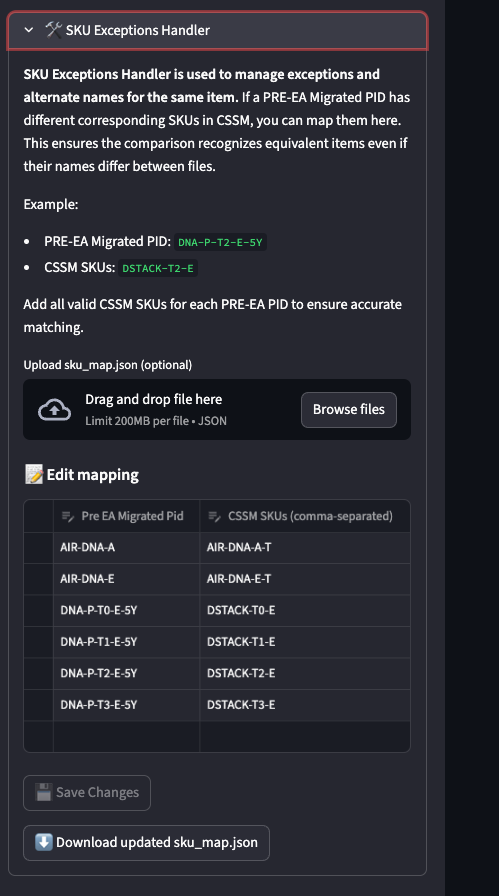 SKU Exceptions Handler
SKU Exceptions Handler is used to manage exceptions and
alternate names for the same item. If a PRE-EA Migrated PID has
different corresponding SKUs in CSSM, you can map them here.
This ensures the comparison recognizes equivalent items even if
their names differ between files.
Example:
PRE-EA Migrated PID: DNA-P-T2-E-5Y
CSSM SKUs: DSTACK-T2-E
Add all valid CSSM SKUs for each PRE-EA PID to ensure accurate
matching.
Upload sku_map.json (optional)
Drag and drop file here
Limit 200MB per file • JSON
Browse files
Edit mapping
Pre EA Migrated Pid CSSM SKUs (comma-separated)
AIR-DNA-A AIR-DNA-A-T
AIR-DNA-E AIR-DNA-E-T
DNA-P-T0-E-5Y DSTACK-T0-E
DNA-P-T1-E-5Y DSTACK-T1-E
DNA-P-T2-E-5Y DSTACK-T2-E
DNA-P-T3-E-5Y DSTACK-T3-E
Save Changes
Download updated sku_map.json